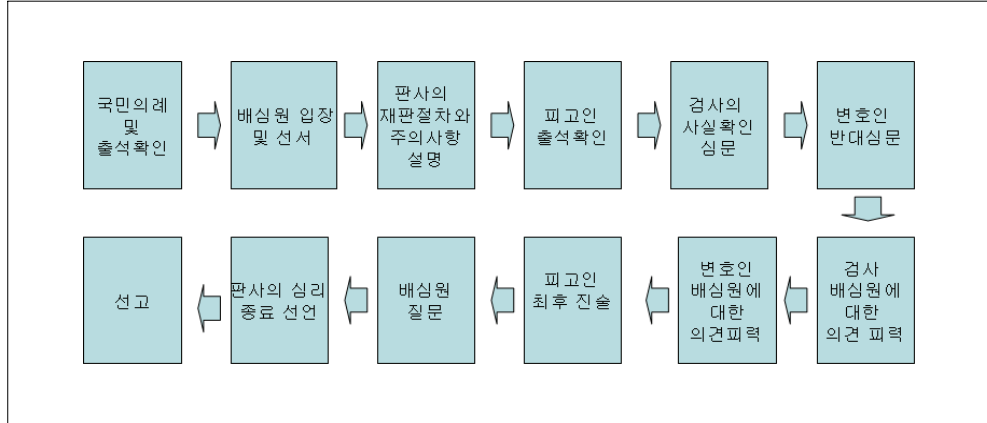 국민의례
및
출석확인
배심원 입장
및 선서
판사의
재판절차와
주의사항
설명
피고인
출석확인
검사의
사실확인
심문
변호인
반대심문
검사
배심원에
대한
의견 피력
변호인
배심원에
대한
의견피력
피고인
최후 진술
배심원
질문
판사의 심리
종료 선언
선고